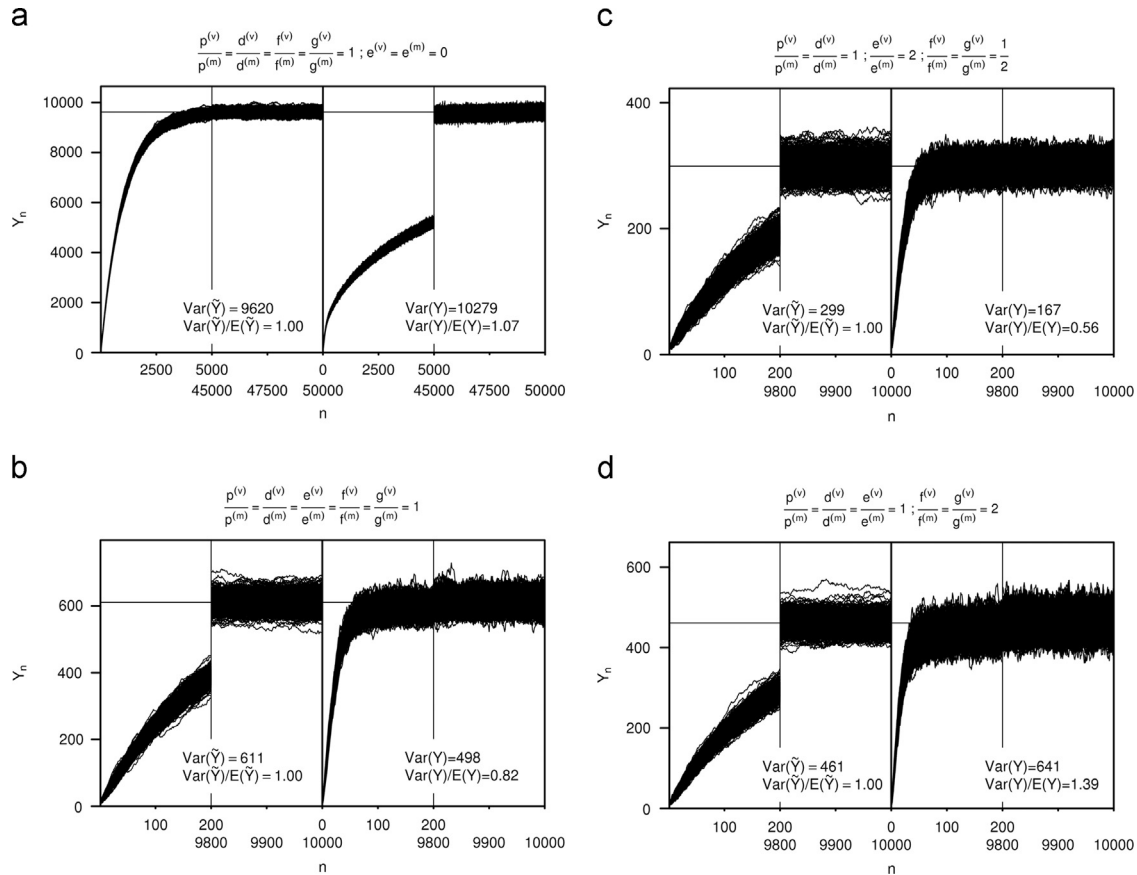 a
p^(v)/p^(m) = d^(v)/d^(m) = f^(v)/f^(m) = g^(v)/g^(m) = 1 ; e^(v) = e^(m) = 0
10000
8000
6000
4000
2000
0
Y_n
Var(Ỹ) = 9620
Var(Ỹ)/E(Ỹ) = 1.00
Var(Y)=10279
Var(Y)/E(Y)=1.07
2500 5000 0 2500 5000
45000 47500 50000 45000 47500 50000
n
b
p^(v)/p^(m) = d^(v)/d^(m) = e^(v)/e^(m) = f^(v)/f^(m) = g^(v)/g^(m) = 1
600
400
200
0
Y_n
Var(Ỹ) = 611
Var(Ỹ)/E(Ỹ) = 1.00
Var(Y)=498
Var(Y)/E(Y)=0.82
100 200 0 100 200
9800 9900 10000 9800 9900 10000
n
c
p^(v)/p^(m) = d^(v)/d^(m) = 1 ; e^(v)/e^(m) = 2 ; f^(v)/f^(m) = g^(v)/g^(m) = 1/2
400
200
0
Y_n
Var(Ỹ) = 299
Var(Ỹ)/E(Ỹ) = 1.00
Var(Y)=167
Var(Y)/E(Y)=0.56
100 200 0 100 200
9800 9900 10000 9800 9900 10000
n
d
p^(v)/p^(m) = d^(v)/d^(m) = e^(v)/e^(m) = 1 ; f^(v)/f^(m) = g^(v)/g^(m) = 2
600
400
200
0
Y_n
Var(Ỹ) = 461
Var(Ỹ)/E(Ỹ) = 1.00
Var(Y)=641
Var(Y)/E(Y)=1.39
100 200 0 100 200
9800 9900 10000 9800 9900 10000
n